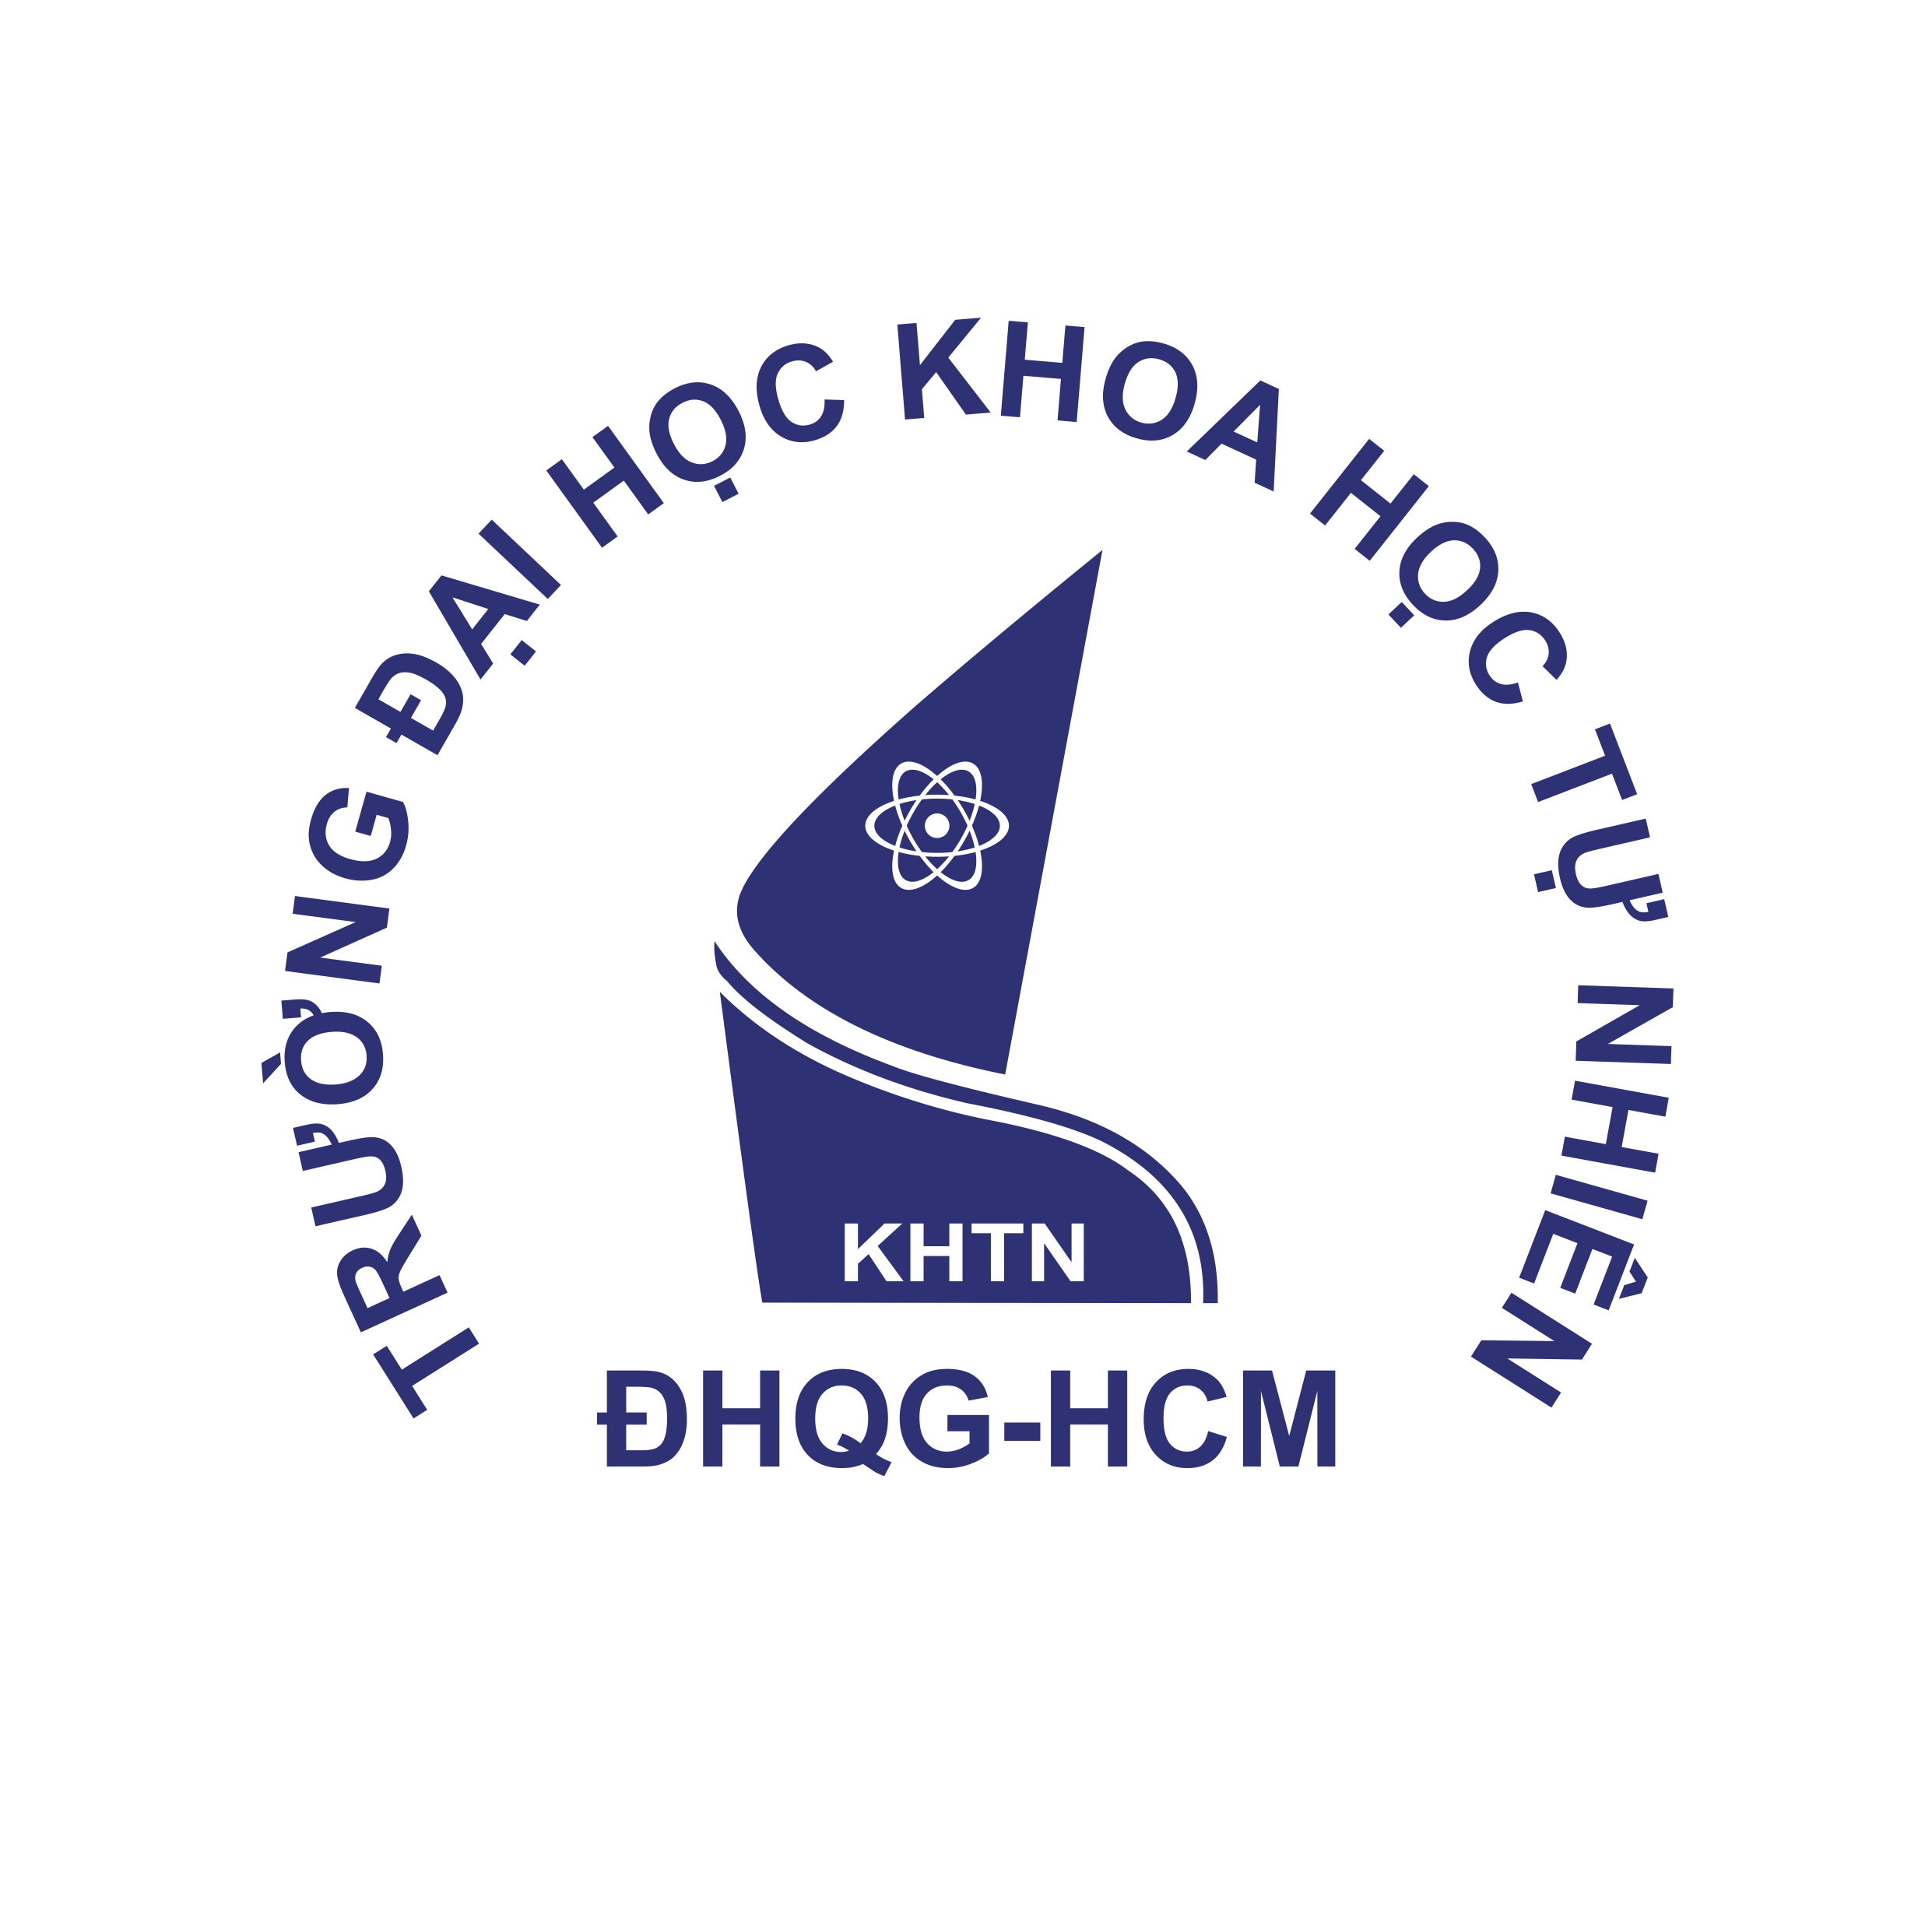 TRƯỜNG ĐẠI HỌC KHOA HỌC TỰ NHIÊN
KHTN
ĐHQG-HCM